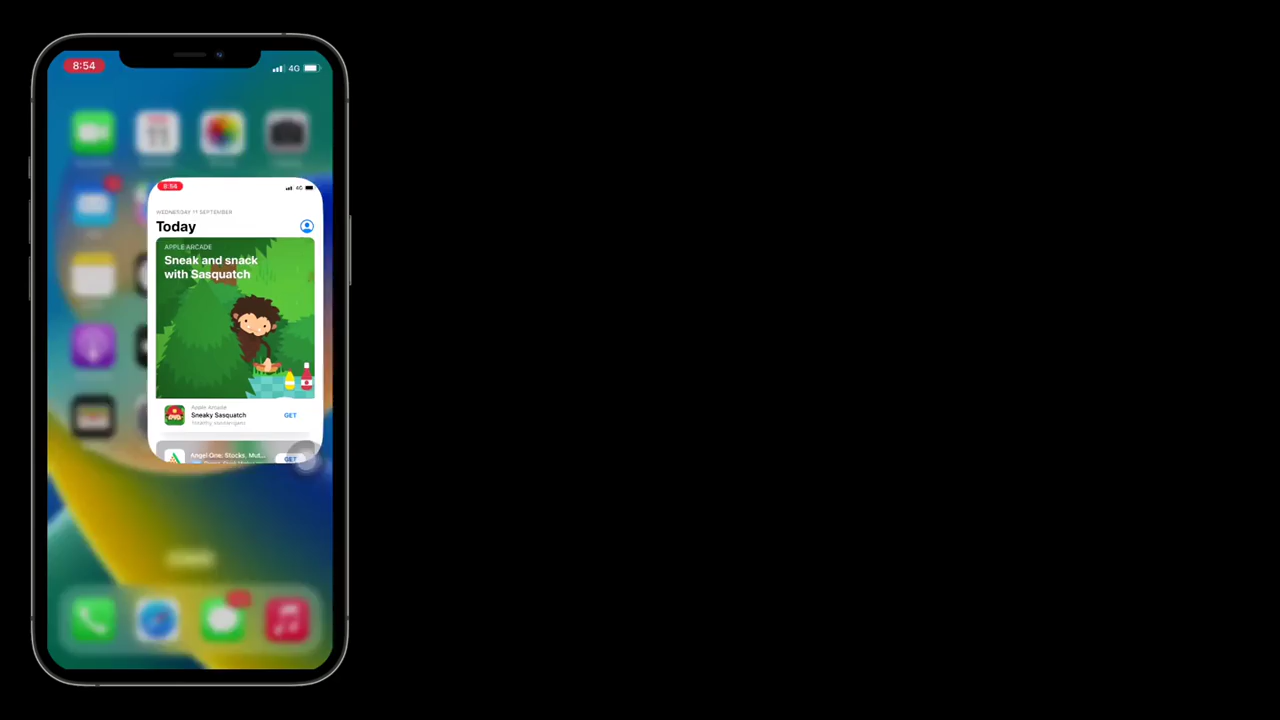 8:54
4G
8:54
4G
WEDNESDAY 11 SEPTEMBER
Today
APPLE ARCADE
Sneak and snack
with Sasquatch
Apple Arcade
Sneaky Sasquatch
GET
Angel One: Stocks, Mut...
GET